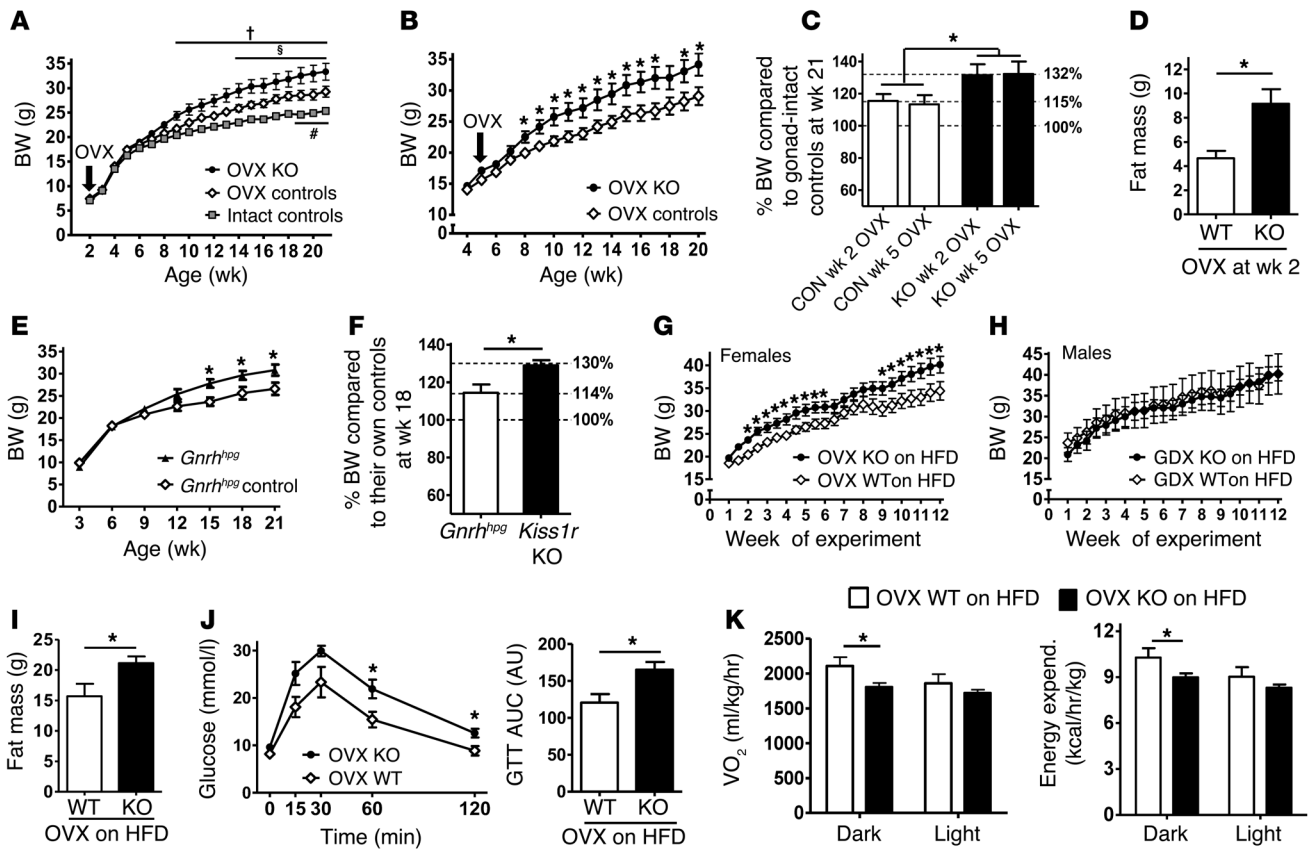 A
BW (g)
35
30
25
20
15
10
5
0
†
§
#
OVX
OVX KO
OVX controls
Intact controls
2 4 6 8 10 12 14 16 18 20
Age (wk)
B
BW (g)
35
30
25
20
15
10
0
OVX
* * * * * * * * * * * *
OVX KO
OVX controls
4 6 8 10 12 14 16 18 20
Age (wk)
C
% BW compared
to gonad-intact
controls at wk 21
140
120
100
80
60
*
132%
115%
100%
CON wk 2 OVX
CON wk 5 OVX
KO wk 2 OVX
KO wk 5 OVX
D
Fat mass (g)
12
10
8
6
4
2
0
*
WT KO
OVX at wk 2
E
BW (g)
35
30
25
20
15
10
5
0
* * *
Gnrhhpg
Gnrhhpg control
3 6 9 12 15 18 21
Age (wk)
F
% BW compared
to their own controls
at wk 18
140
120
100
80
60
*
130%
114%
100%
Gnrhhpg Kiss1r
KO
G
Females
BW (g)
45
40
35
30
25
20
10
0
OVX KO on HFD
OVX WTon HFD
0 1 2 3 4 5 6 7 8 9 10 11 12
Week of experiment
H
Males
BW (g)
45
40
35
30
25
20
15
10
0
GDX KO on HFD
GDX WTon HFD
0 1 2 3 4 5 6 7 8 9 10 11 12
Week of experiment
I
Fat mass (g)
25
20
15
10
5
0
*
WT KO
OVX on HFD
J
Glucose (mmol/l)
30
20
10
0
* *
OVX KO
OVX WT
0 15 30 60 120
Time (min)
GTT AUC (AU)
200
150
100
50
0
*
WT KO
OVX on HFD
K
OVX WT on HFD OVX KO on HFD
VO2 (ml/kg/hr)
2500
2000
1500
1000
500
0
*
Dark Light
Energy expend.
(kcal/hr/kg)
12
9
6
3
0
*
Dark Light